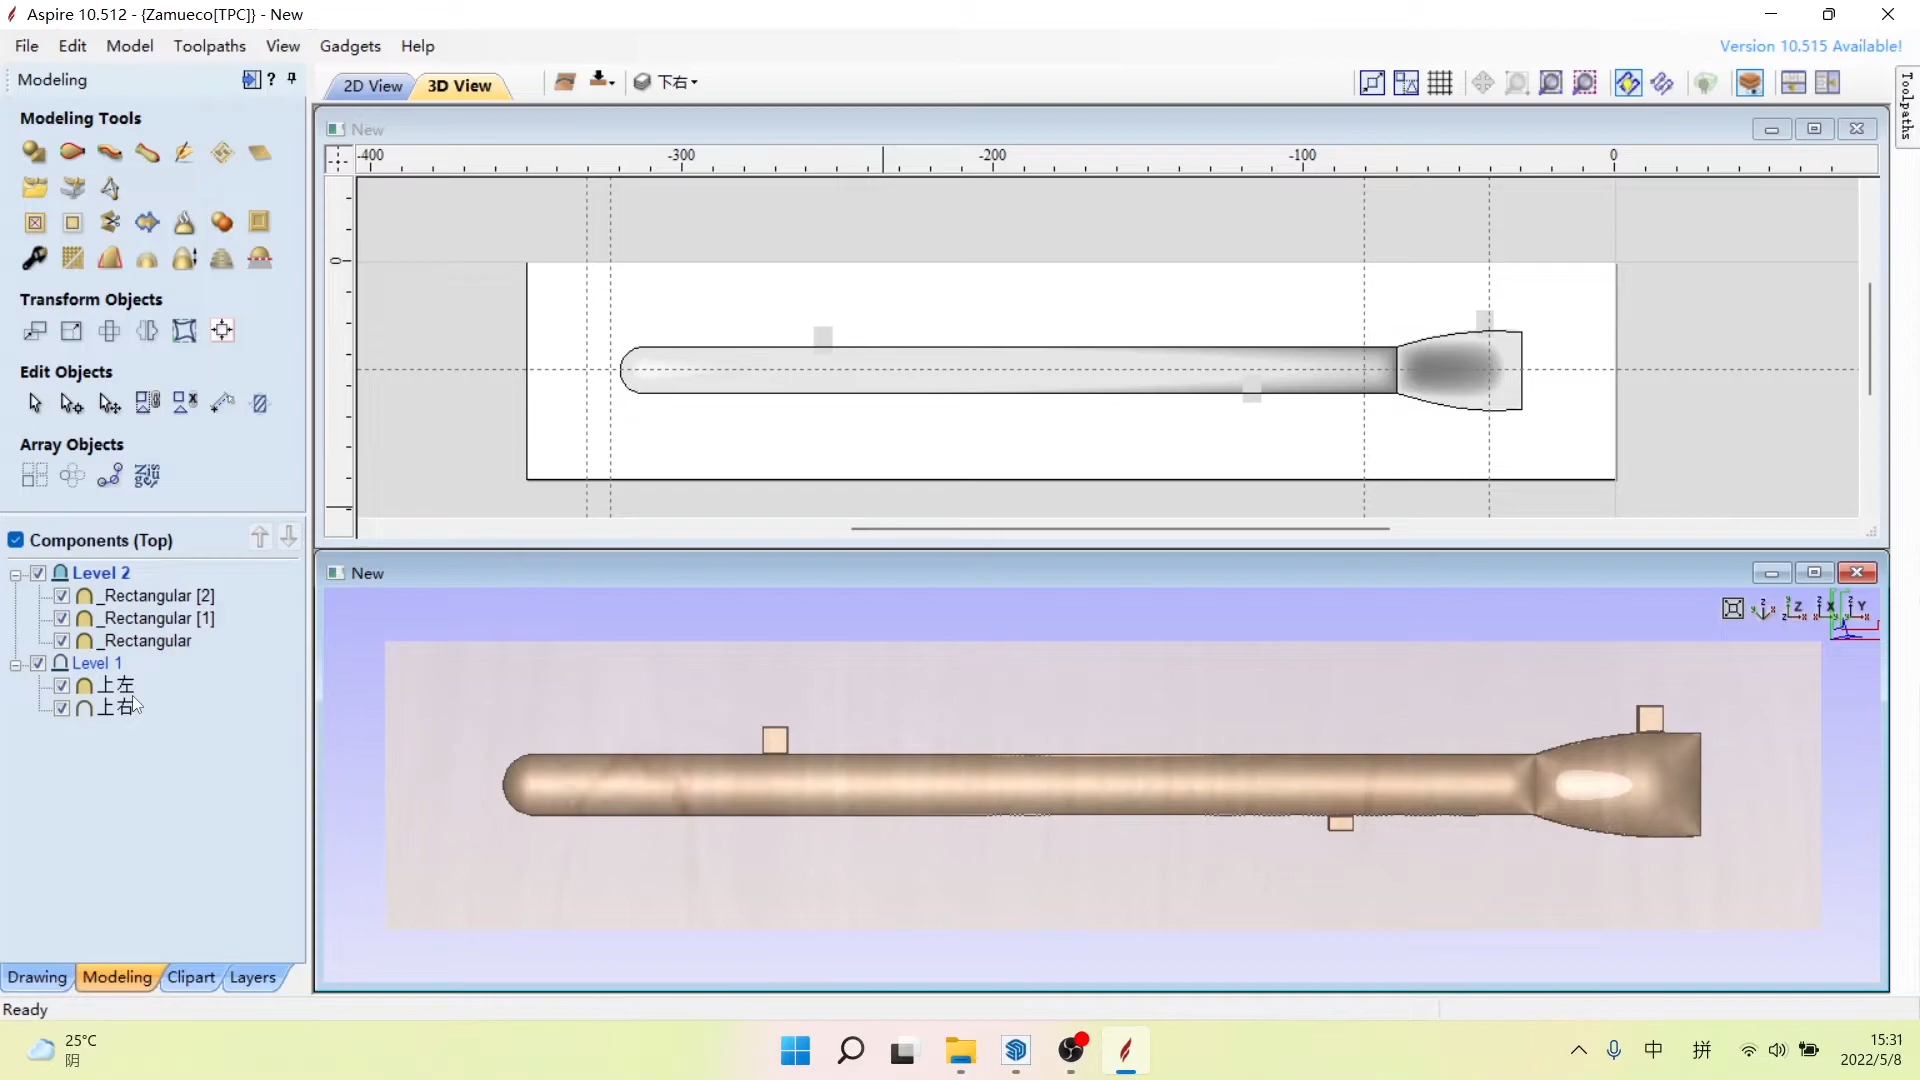 Aspire 10.512 - {Zamueco[TPC]} - New
File Edit Model Toolpaths View Gadgets Help
Version 10.515 Available!
Modeling
?
2D View
3D View
下右
Toolpaths
Modeling Tools
Transform Objects
Edit Objects
Array Objects
Components (Top)
Level 2
_Rectangular [2]
_Rectangular [1]
_Rectangular
Level 1
上左
上右
Drawing Modeling Clipart Layers
New
-400 -300 -200 -100 0
0
New
Z X Y
Ready
25°C
阴
中
拼
15:31
2022/5/8